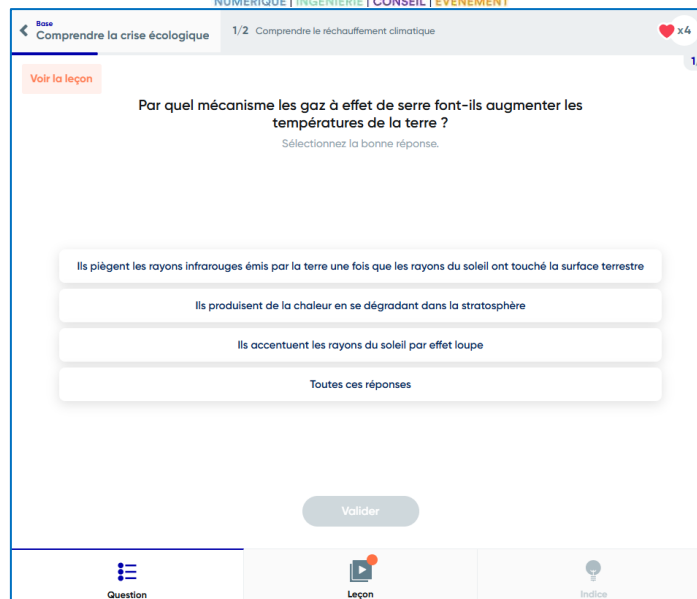 NUMÉRIQUE | INGÉNIERIE | CONSEIL | ÉVÉNEMENT
Base
Comprendre la crise écologique
1/2 Comprendre le réchauffement climatique
x4
1/
Voir la leçon
Par quel mécanisme les gaz à effet de serre font-ils augmenter les
températures de la terre ?
Sélectionnez la bonne réponse.
Ils piègent les rayons infrarouges émis par la terre une fois que les rayons du soleil ont touché la surface terrestre
Ils produisent de la chaleur en se dégradant dans la stratosphère
Ils accentuent les rayons du soleil par effet loupe
Toutes ces réponses
Valider
Question
Leçon
Indice